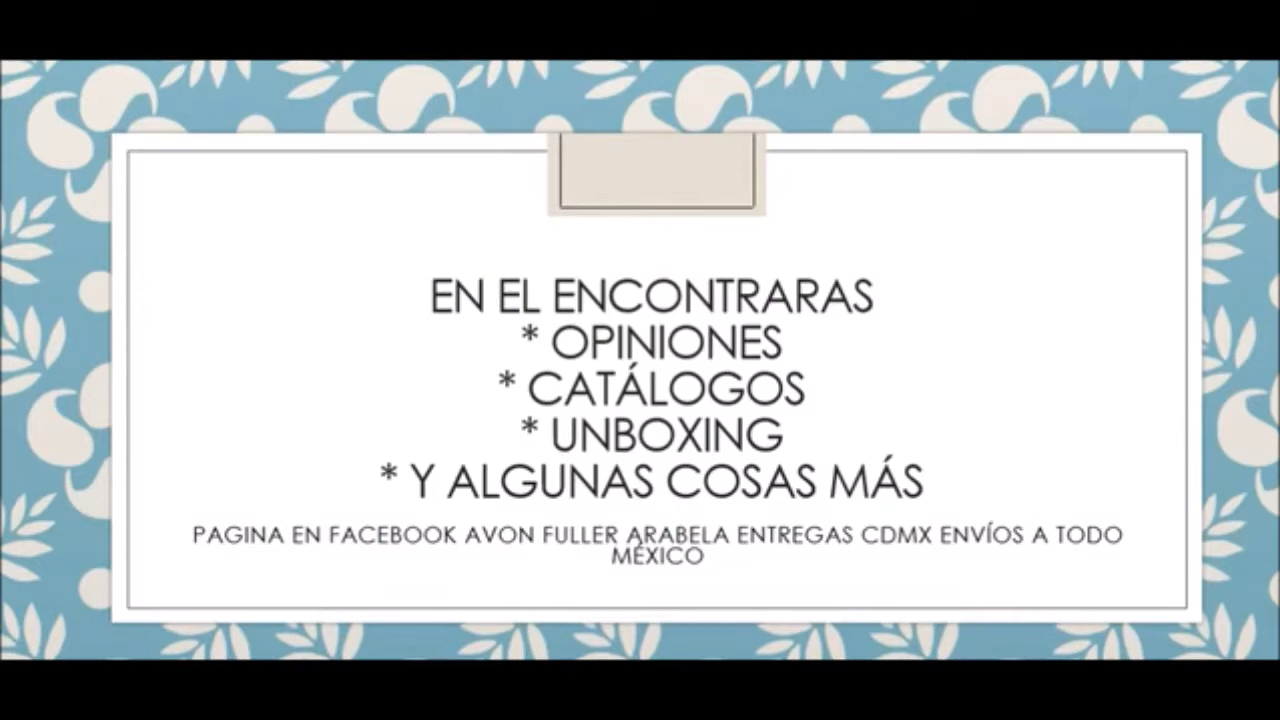 EN EL ENCONTRARAS
* OPINIONES
* CATÁLOGOS
* UNBOXING
* Y ALGUNAS COSAS MÁS
PAGINA EN FACEBOOK AVON FULLER ARABELA ENTREGAS CDMX ENVÍOS A TODO
MÉXICO